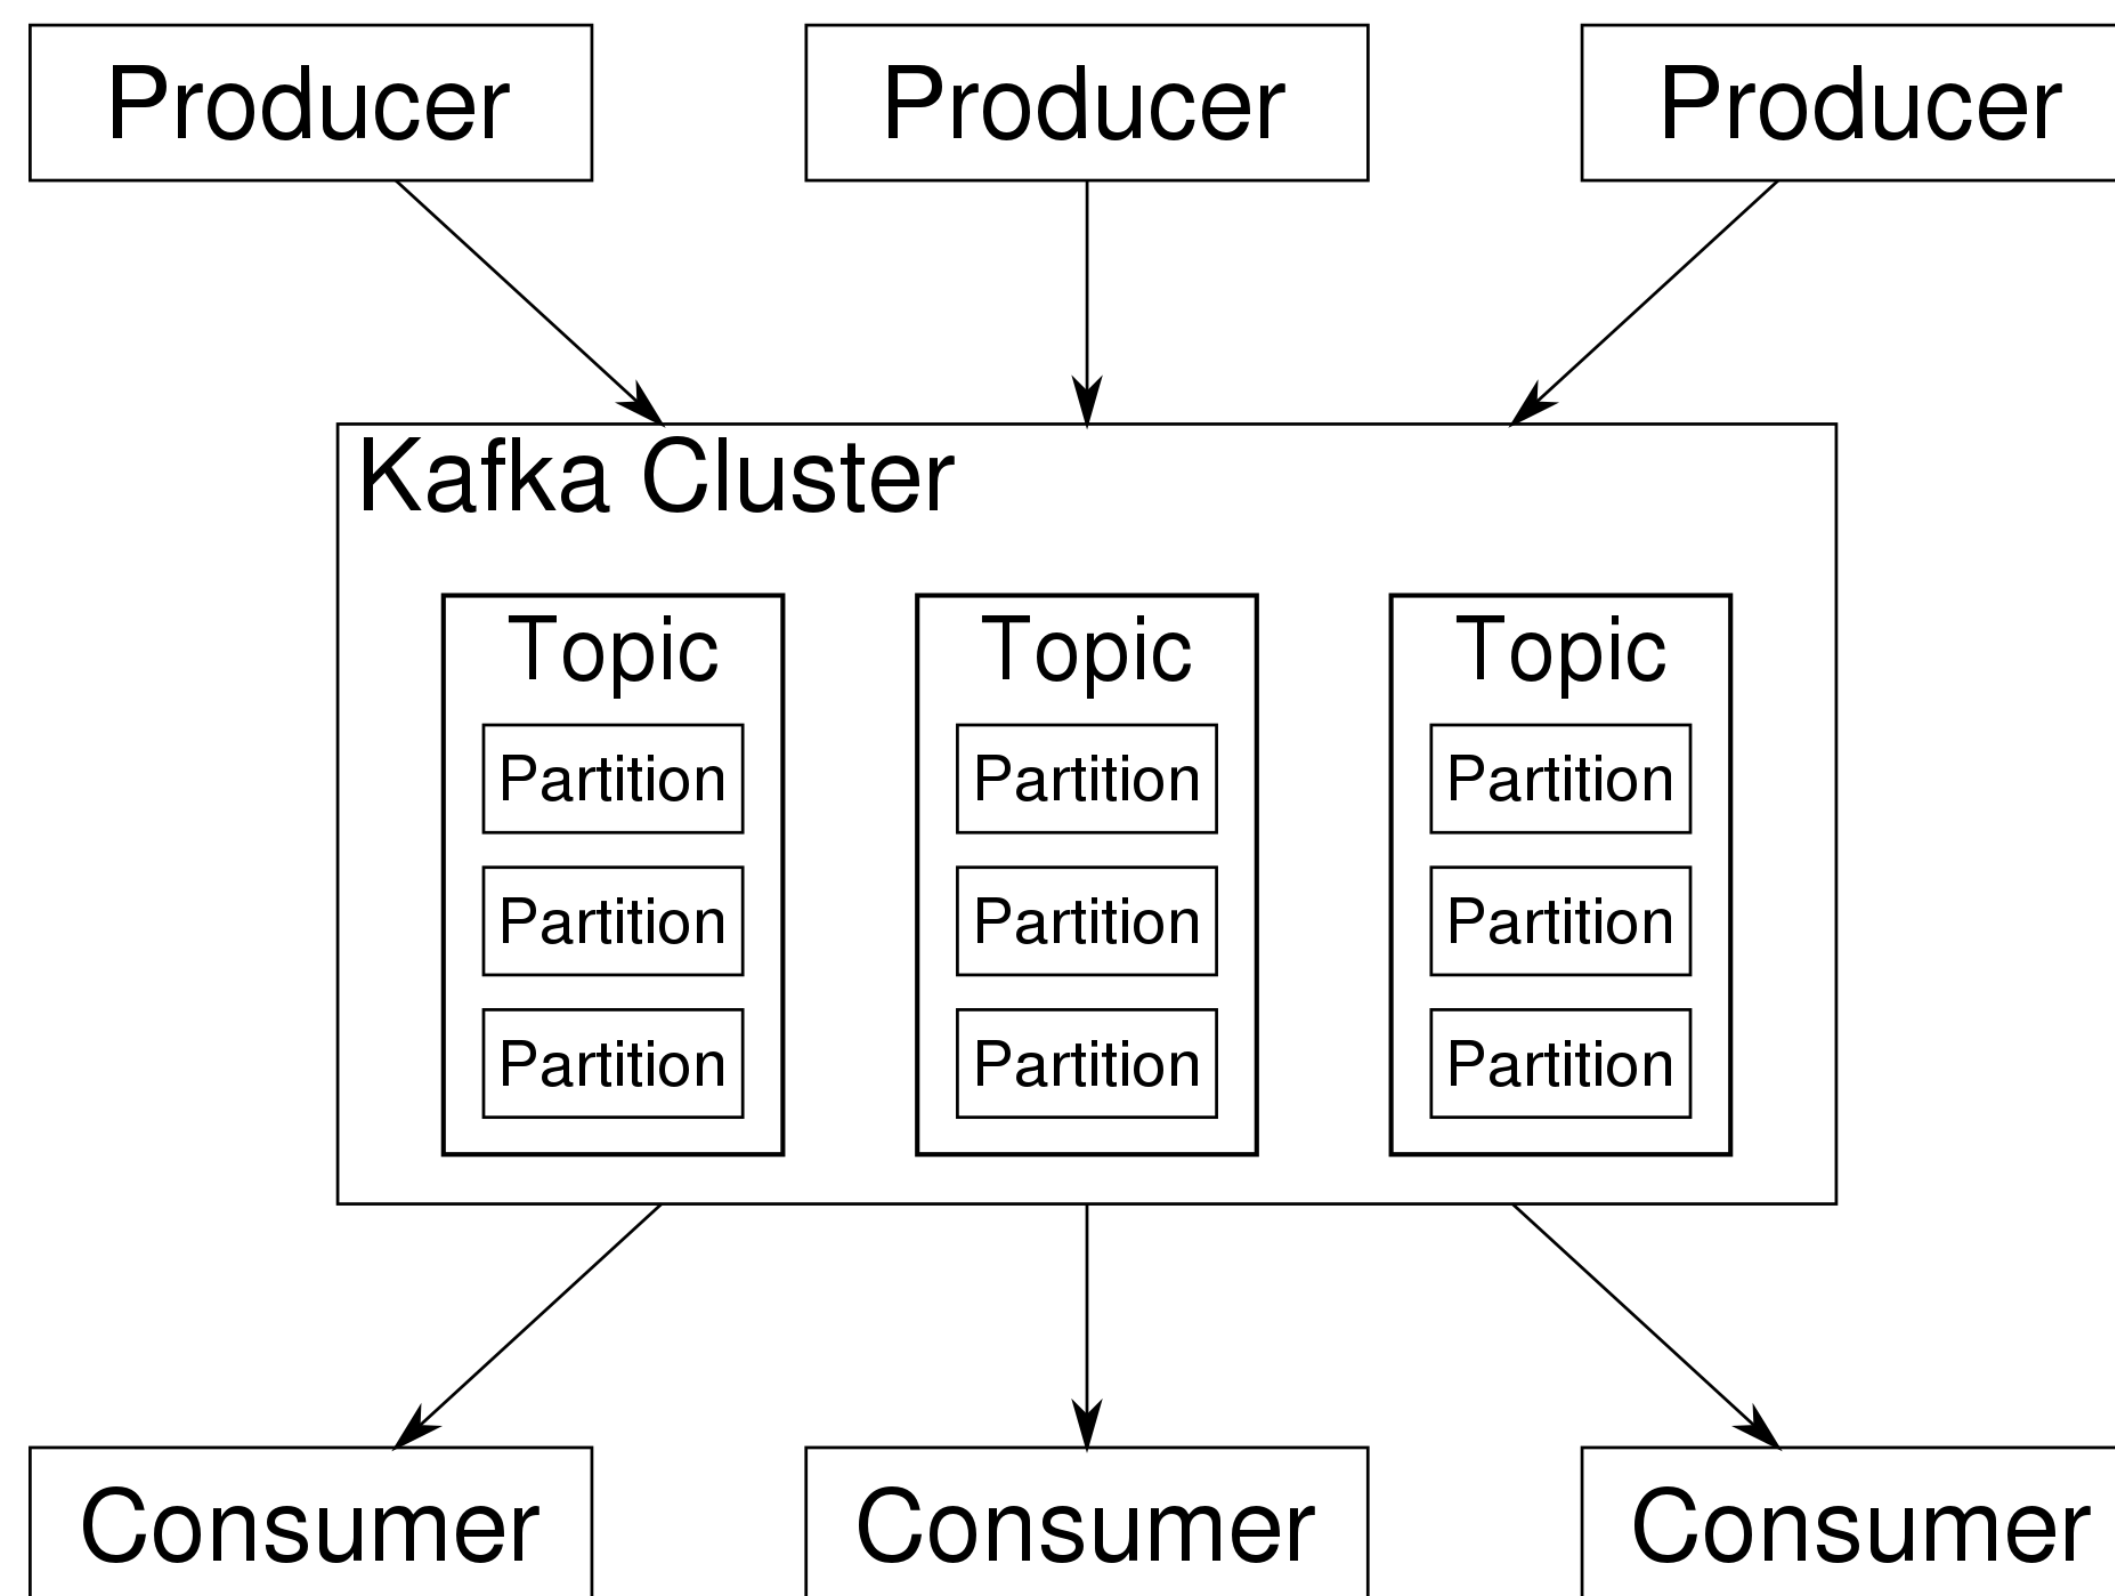 Producer Producer Producer
Kafka Cluster
Topic Topic Topic
Partition Partition Partition
Partition Partition Partition
Partition Partition Partition
Consumer Consumer Consumer